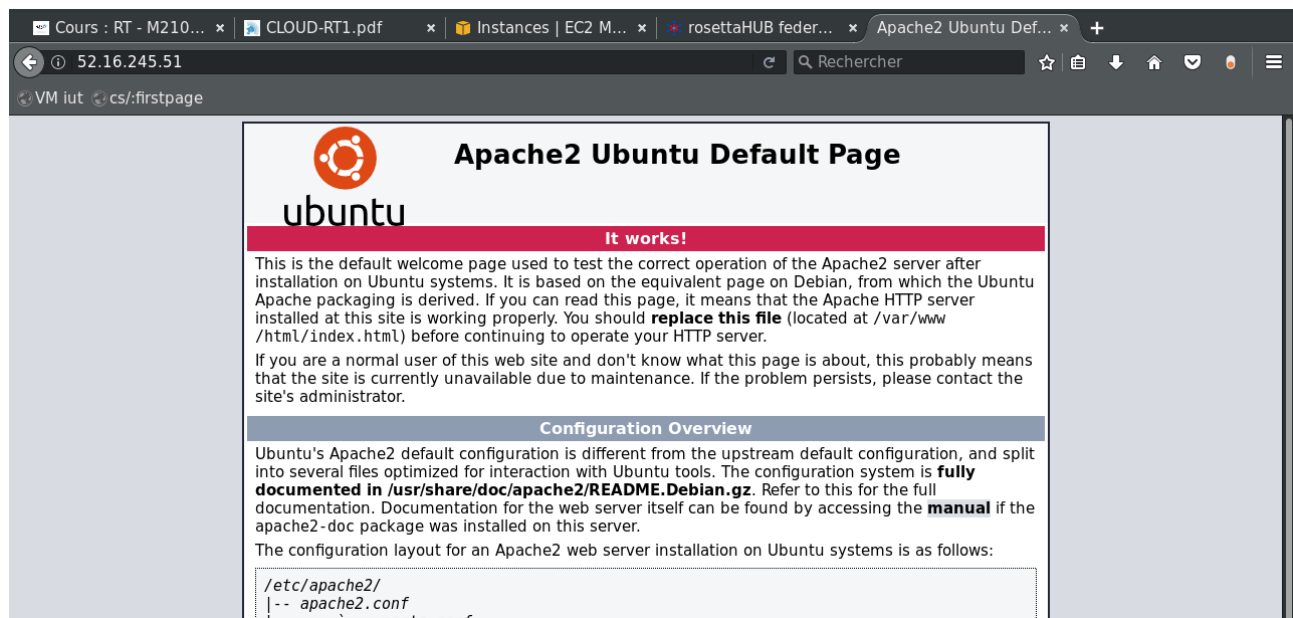 Cours : RT - M210... × CLOUD-RT1.pdf × Instances | EC2 M... × rosettaHUB feder... × Apache2 Ubuntu Def... × +
52.16.245.51 Rechercher
VM iut cs/:firstpage
ubuntu
Apache2 Ubuntu Default Page
It works!
This is the default welcome page used to test the correct operation of the Apache2 server after
installation on Ubuntu systems. It is based on the equivalent page on Debian, from which the Ubuntu
Apache packaging is derived. If you can read this page, it means that the Apache HTTP server
installed at this site is working properly. You should replace this file (located at /var/www
/html/index.html) before continuing to operate your HTTP server.
If you are a normal user of this web site and don't know what this page is about, this probably means
that the site is currently unavailable due to maintenance. If the problem persists, please contact the
site's administrator.
Configuration Overview
Ubuntu's Apache2 default configuration is different from the upstream default configuration, and split
into several files optimized for interaction with Ubuntu tools. The configuration system is fully
documented in /usr/share/doc/apache2/README.Debian.gz. Refer to this for the full
documentation. Documentation for the web server itself can be found by accessing the manual if the
apache2-doc package was installed on this server.
The configuration layout for an Apache2 web server installation on Ubuntu systems is as follows:
/etc/apache2/
|-- apache2.conf